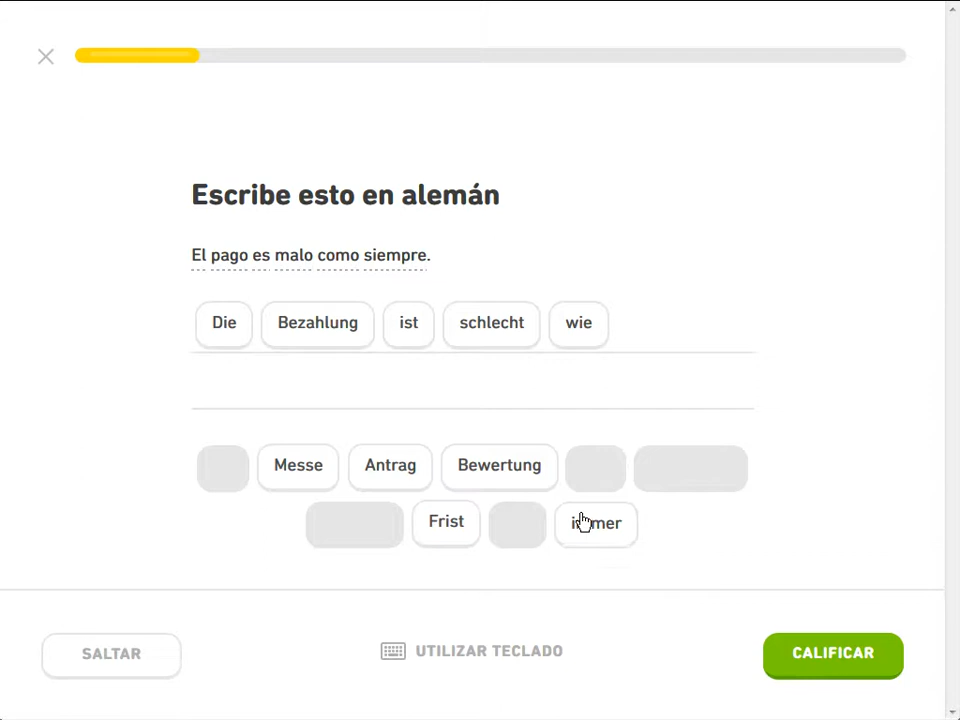 Escribe esto en alemán
El pago es malo como siempre.
Die Bezahlung ist schlecht wie
Messe Antrag Bewertung
Frist immer
SALTAR UTILIZAR TECLADO CALIFICAR